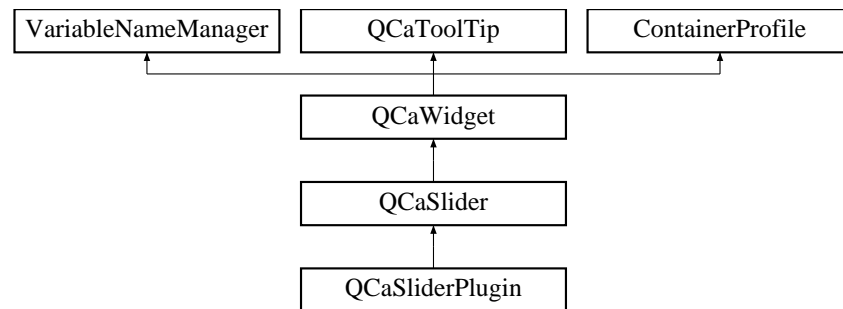 VariableNameManager
QCaToolTip
ContainerProfile
QCaWidget
QCaSlider
QCaSliderPlugin